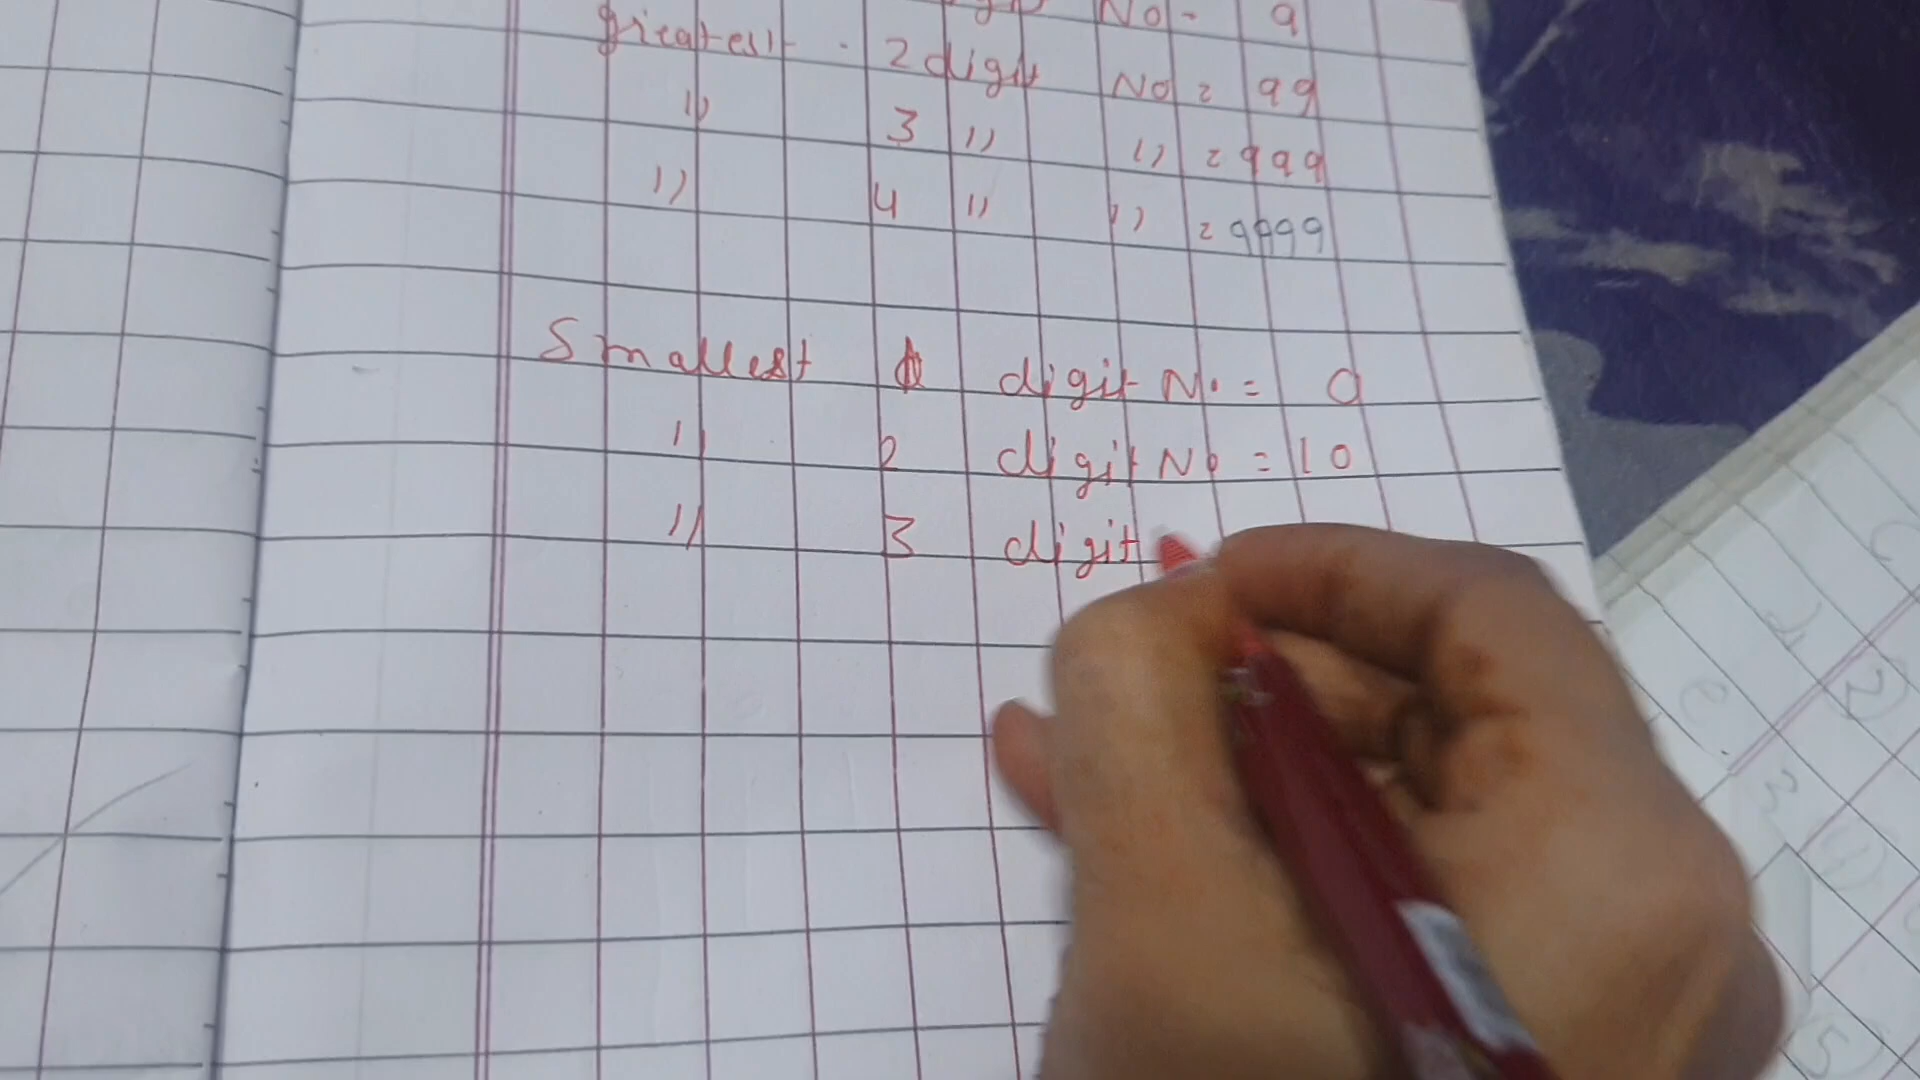 No - 9
Greatest - 2 digit No = 99
" 3 " " = 999
" 4 " " = 9999
Smallest 1 digit No = 0
" 2 digit No = 10
" 3 digit